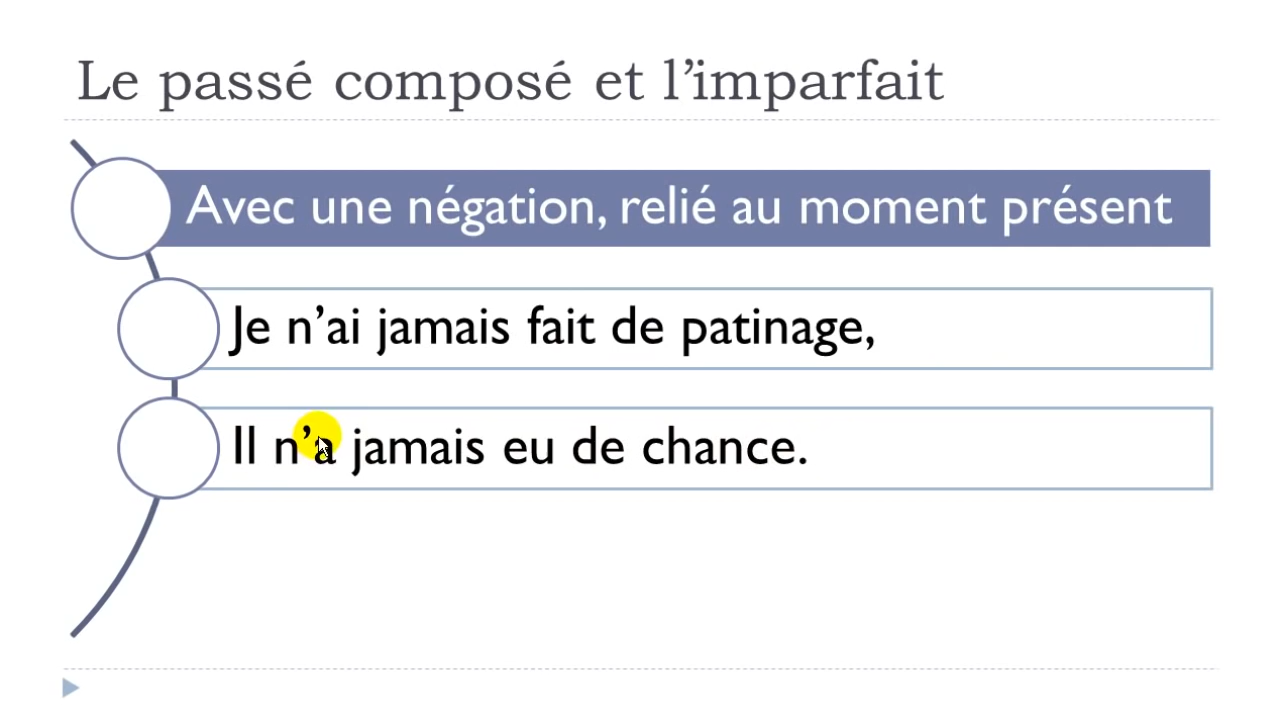 Le passé composé et l’imparfait
Avec une négation, relié au moment présent
Je n’ai jamais fait de patinage,
Il n’a jamais eu de chance.